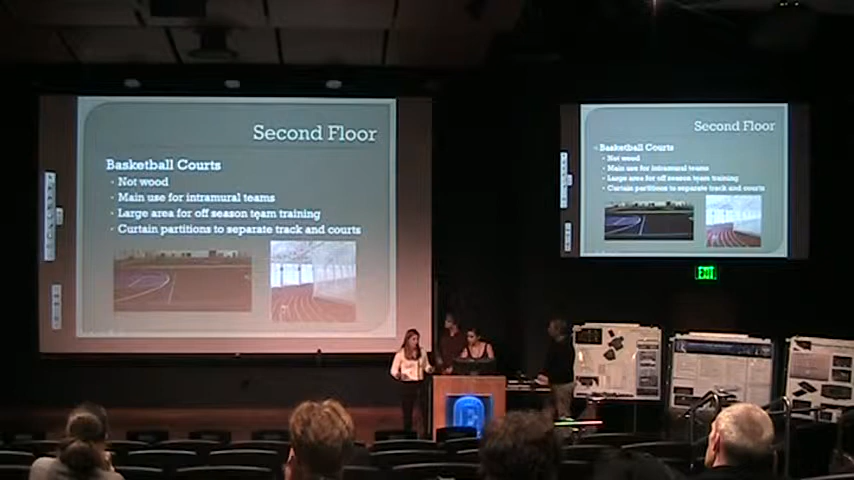 Second Floor
Basketball Courts
Not wood
Main use for intramural teams
Large area for off season team training
Curtain partitions to separate track and courts
Second Floor
Basketball Courts
Not wood
Main use for intramural teams
Large area for off season team training
Curtain partitions to separate track and courts
EXIT